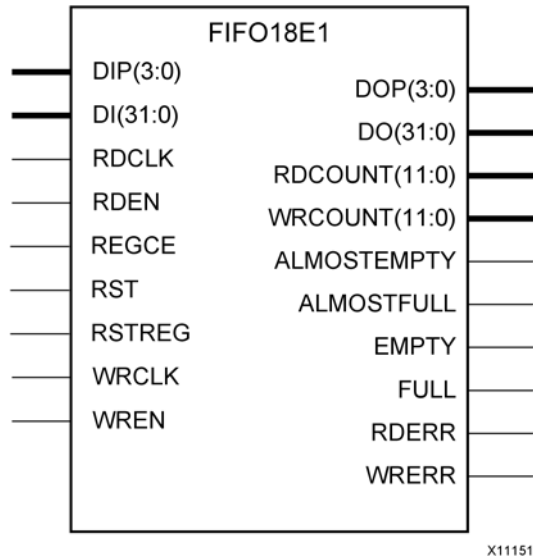 FIFO18E1
DIP(3:0)
DI(31:0)
RDCLK
RDEN
REGCE
RST
RSTREG
WRCLK
WREN
DOP(3:0)
DO(31:0)
RDCOUNT(11:0)
WRCOUNT(11:0)
ALMOSTEMPTY
ALMOSTFULL
EMPTY
FULL
RDERR
WRERR
X11151